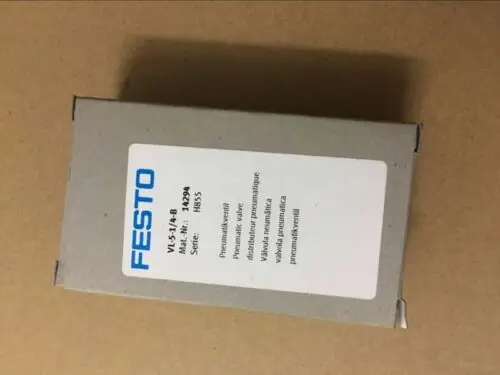 FESTO
VL-5-1/4-B
Mat.-Nr.: 14294
Serie: H855
Pneumatikventil
Pneumatic valve
distributeur pneumatique
Válvula neumática
valvola pneumatica
pneumatikventil